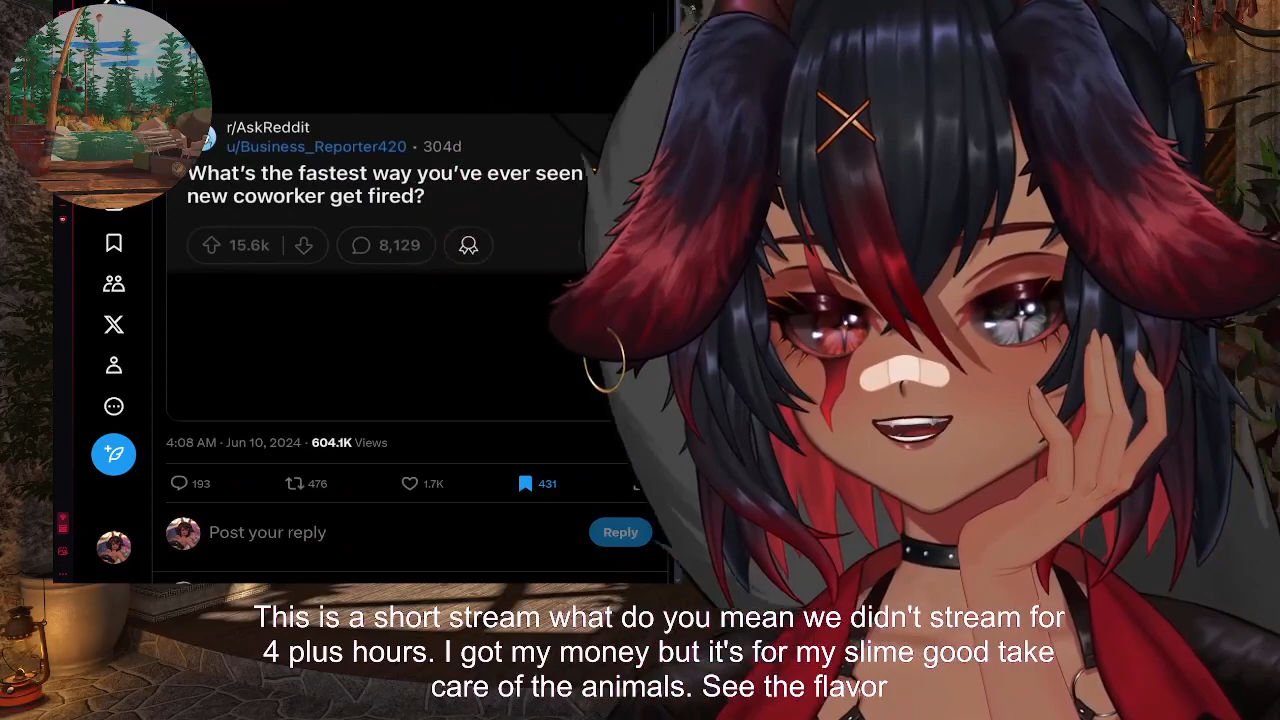 r/AskReddit
u/Business_Reporter420 · 304d
What's the fastest way you've ever seen
new coworker get fired?
15.6k
8,129
4:08 AM · Jun 10, 2024 · 604.1K Views
193
476
1.7K
431
Post your reply
Reply
This is a short stream what do you mean we didn't stream for
4 plus hours. I got my money but it's for my slime good take
care of the animals. See the flavor